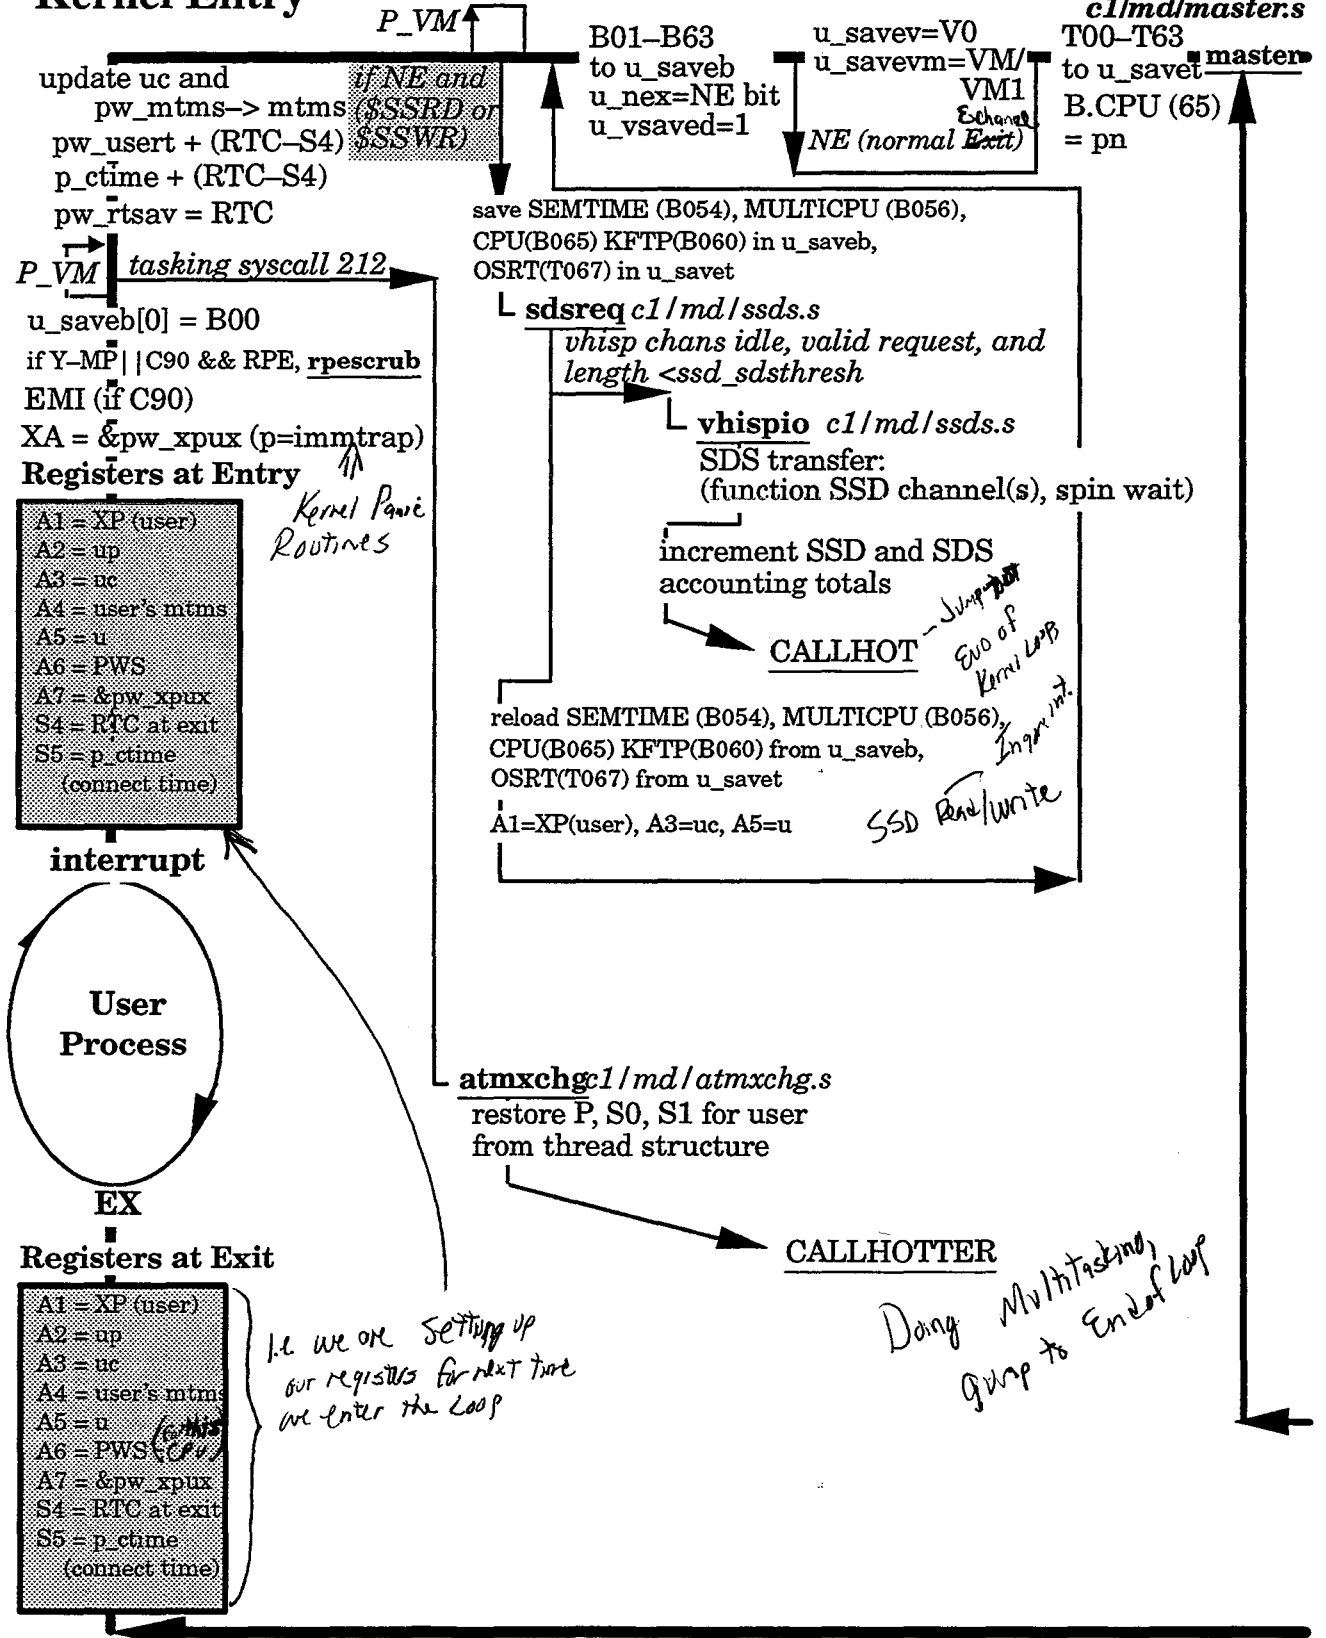 Kernel Entry
c1/md/master.s
P_VM
B01–B63
to u_saveb
u_nex=NE bit
u_vsaved=1
u_savev=V0
u_savevm=VM/
VM1
Exchange
NE (normal Exit)
T00–T63
to u_savet
B.CPU (65)
= pn
master
update uc and
pw_mtms–> mtms
pw_usert + (RTC–S4)
p_ctime + (RTC–S4)
pw_rtsav = RTC
if NE and
($SSRD or
$SSWR)
P_VM
tasking syscall 212
u_saveb[0] = B00
if Y–MP||C90 && RPE, rpescrub
EMI (if C90)
XA = &pw_xpux (p=immtrap)
Kernel Panic
Routines
save SEMTIME (B054), MULTICPU (B056),
CPU(B065) KFTP(B060) in u_saveb,
OSRT(T067) in u_savet
sdsreq c1/md/ssds.s
vhisp chans idle, valid request, and
length <ssd_sdsthresh
vhispio c1/md/ssds.s
SDS transfer:
(function SSD channel(s), spin wait)
increment SSD and SDS
accounting totals
CALLHOT
– Jump
End of
Kernel Loop
reload SEMTIME (B054), MULTICPU (B056),
CPU(B065) KFTP(B060) from u_saveb,
OSRT(T067) from u_savet
A1=XP(user), A3=uc, A5=u
int.
SSD Read/Write
Registers at Entry
A1 = XP (user)
A2 = up
A3 = uc
A4 = user's mtms
A5 = u
A6 = PWS
A7 = &pw_xpux
S4 = RTC at exit
S5 = p_ctime
(connect time)
interrupt
User
Process
EX
atmxchg c1/md/atmxchg.s
restore P, S0, S1 for user
from thread structure
CALLHOTTER
Doing Multitasking,
jump to End of Loop
Registers at Exit
A1 = XP (user)
A2 = up
A3 = uc
A4 = user's mtms
A5 = u
A6 = PWS (for this CPU)
A7 = &pw_xpux
S4 = RTC at exit
S5 = p_ctime
(connect time)
I.e we are setting up
our registers for next time
we enter the Loop